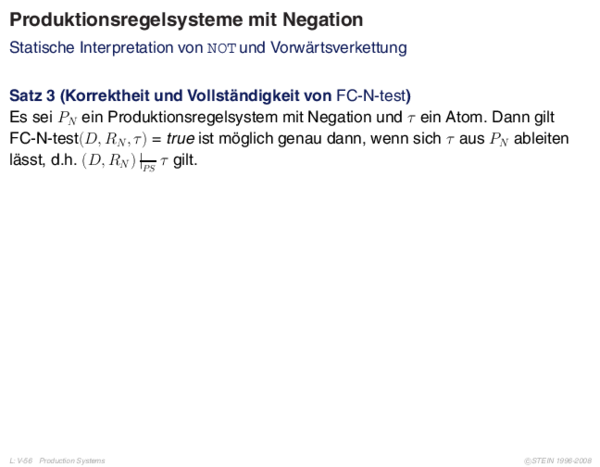 Produktionsregelsysteme mit Negation
Statische Interpretation von NOT und Vorwärtsverkettung
Satz 3 (Korrektheit und Vollständigkeit von FC-N-test)
Es sei P_N ein Produktionsregelsystem mit Negation und τ ein Atom. Dann gilt
FC-N-test(D, R_N, τ) = true ist möglich genau dann, wenn sich τ aus P_N ableiten
lässt, d.h. (D, R_N) |—_PS τ gilt.
L: V-56 Production Systems ©STEIN 1996-2008